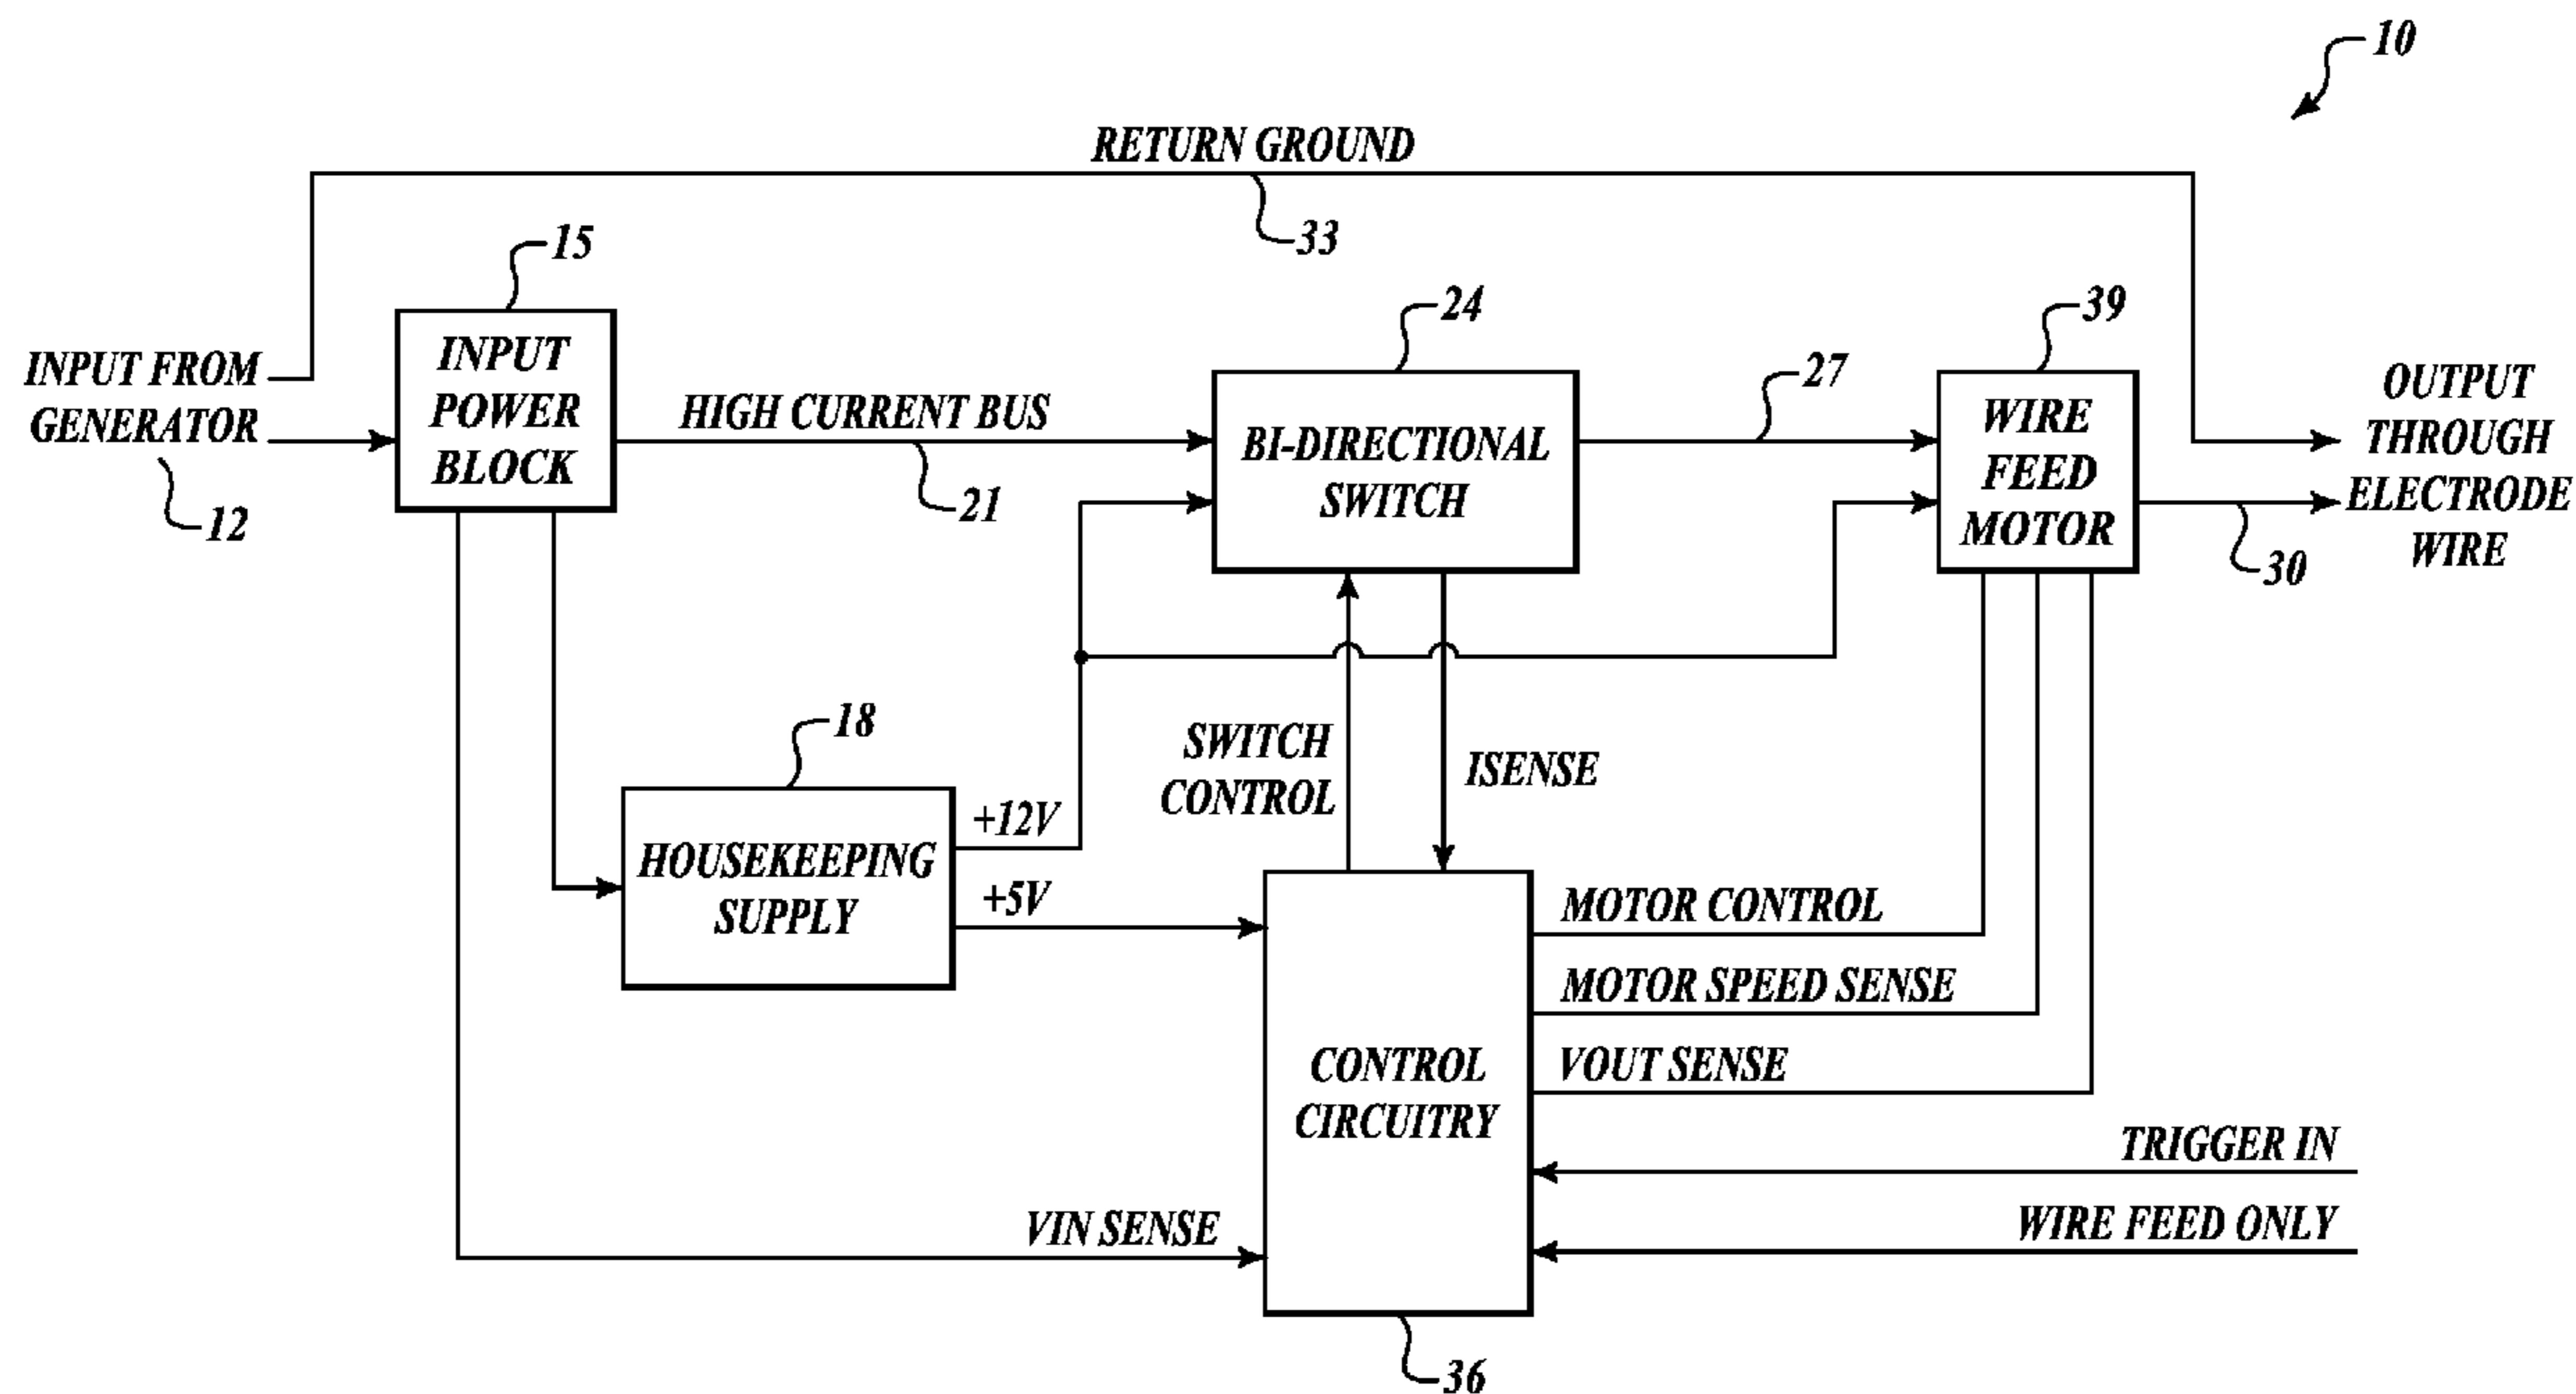 10
RETURN GROUND
33
15
24
39
INPUT FROM
GENERATOR
12
INPUT
POWER
BLOCK
HIGH CURRENT BUS
21
BI-DIRECTIONAL
SWITCH
27
WIRE
FEED
MOTOR
OUTPUT
THROUGH
ELECTRODE
WIRE
30
18
HOUSEKEEPING
SUPPLY
+12V
+5V
SWITCH
CONTROL
ISENSE
MOTOR CONTROL
MOTOR SPEED SENSE
VOUT SENSE
CONTROL
CIRCUITRY
TRIGGER IN
WIRE FEED ONLY
VIN SENSE
36